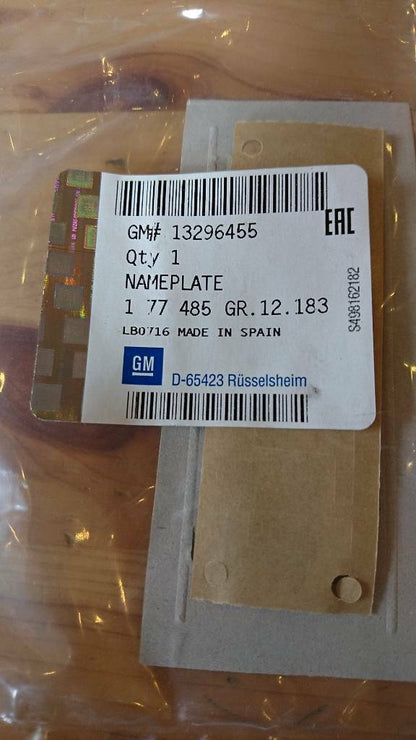 GM# 13296455
EAC
Qty 1
NAMEPLATE
1 77 485 GR.12.183
LB0716 MADE IN SPAIN
S498162182
GM
D-65423 Rüsselsheim